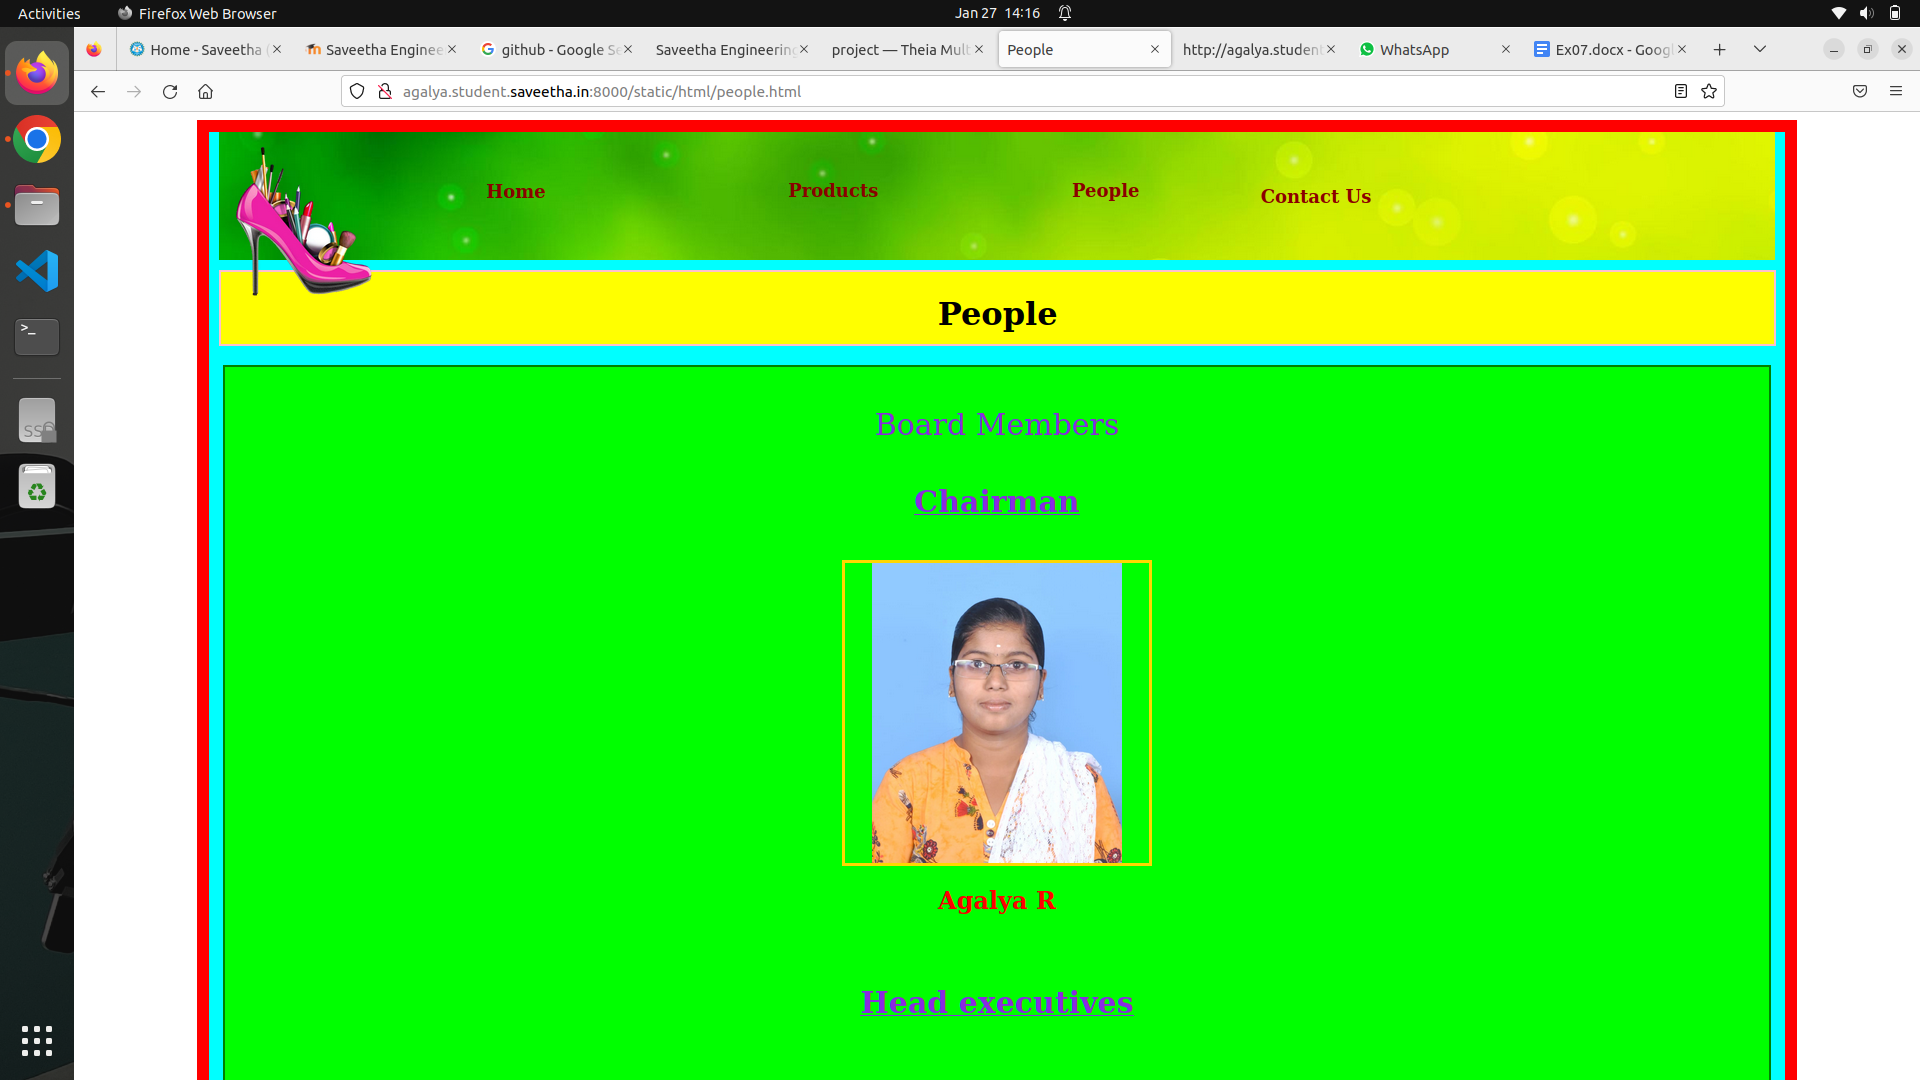 Activities
Firefox Web Browser
Jan 27 14:16
Home - Saveetha (
Saveetha Enginee
github - Google Se
Saveetha Engineering
project — Theia Mult
People
http://agalya.student
WhatsApp
Ex07.docx - Googl
agalya.student.saveetha.in:8000/static/html/people.html
Home
Products
People
Contact Us
People
Board Members
Chairman
Agalya R
Head executives
>_
SSD